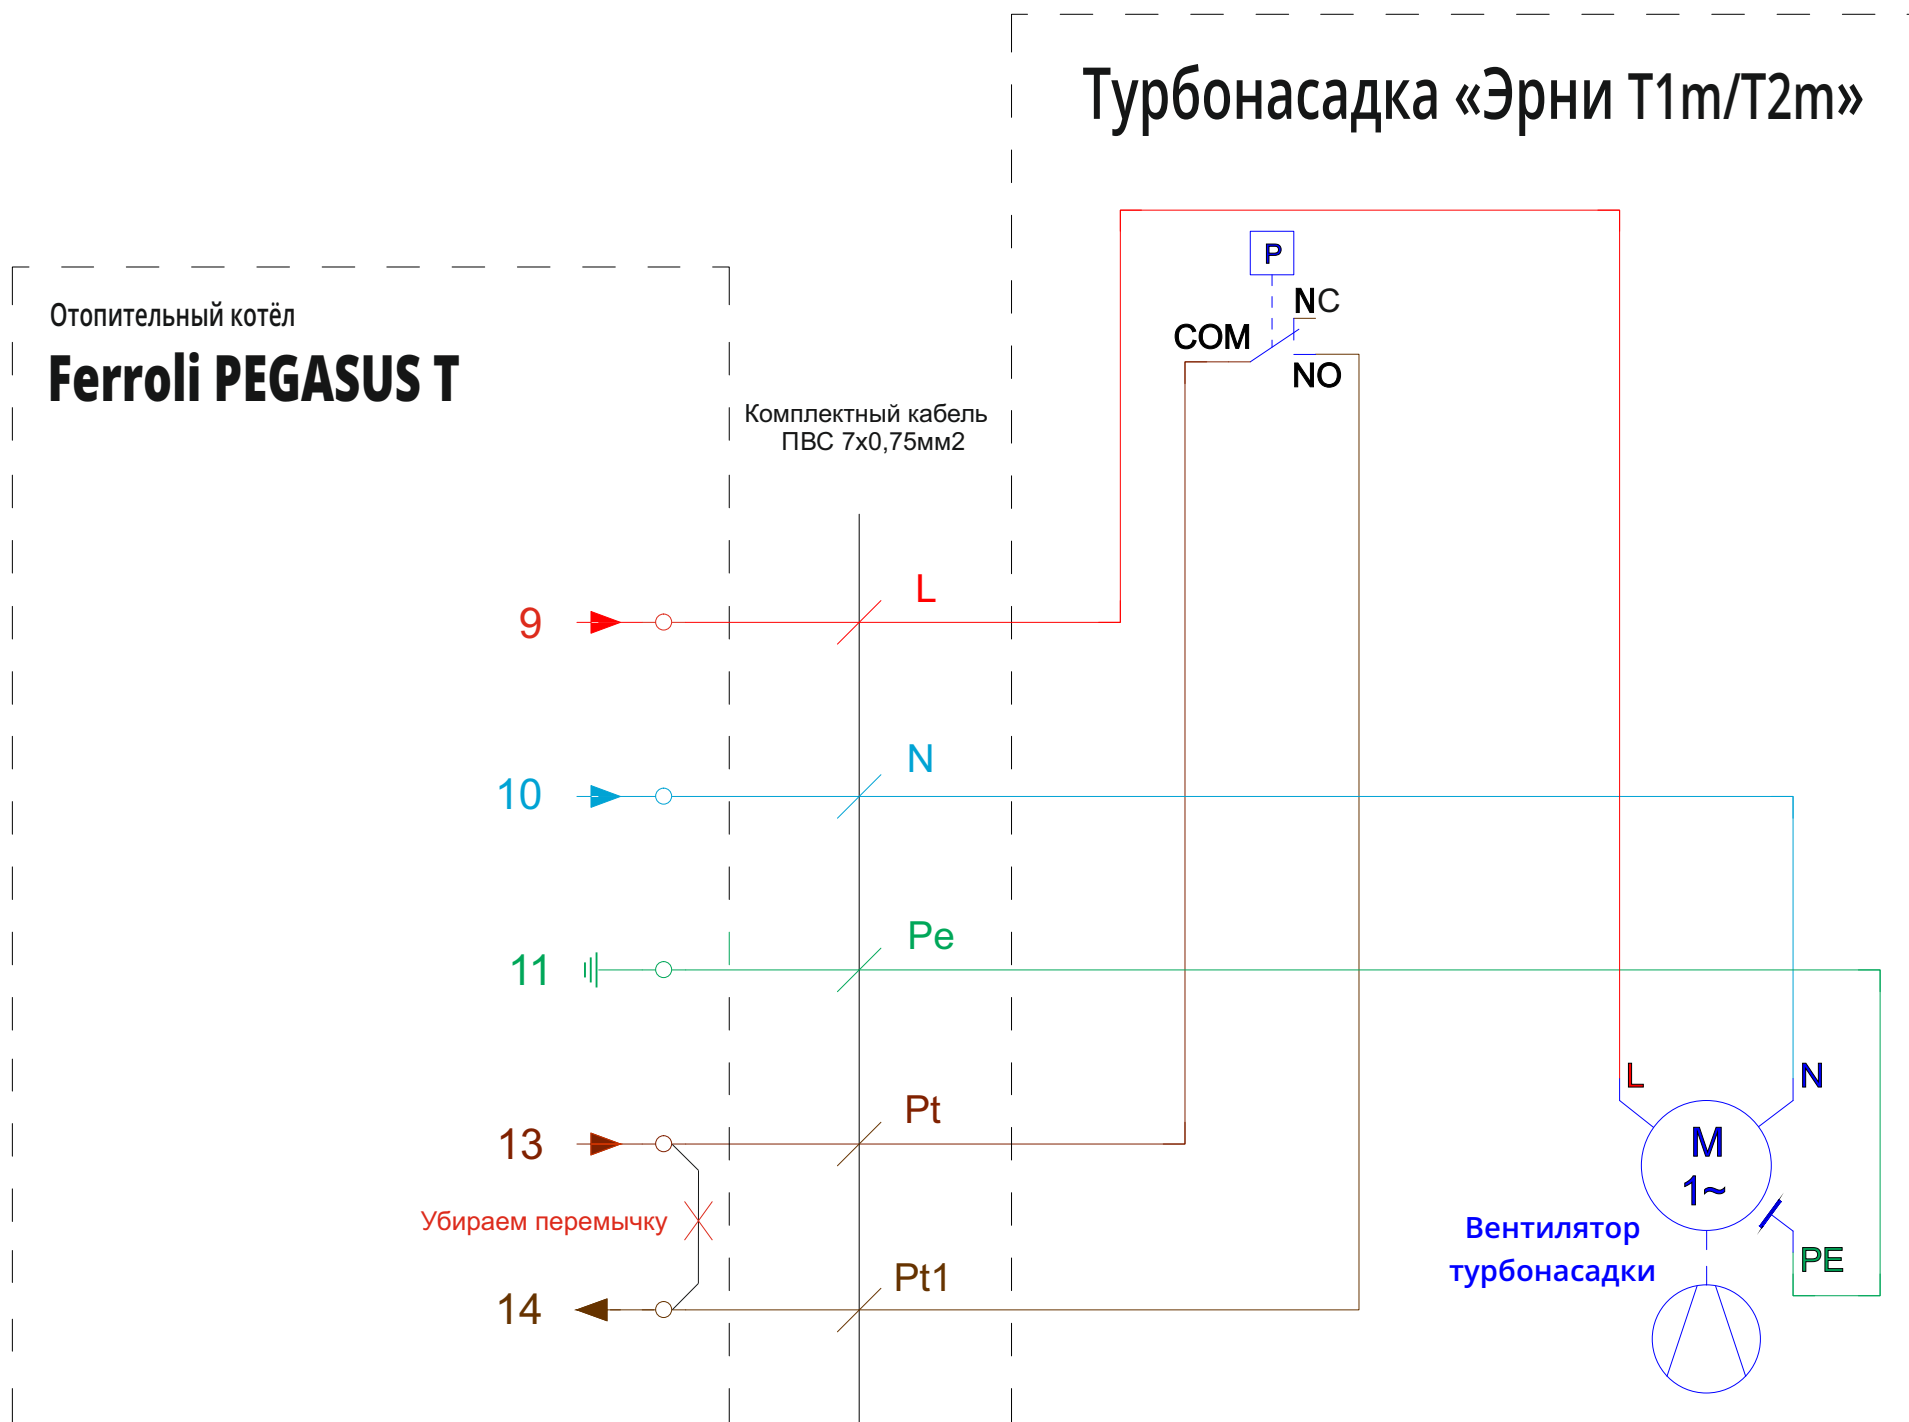 Турбонасадка «Эрни T1m/T2m»
P
NC
COM
NO
Отопительный котёл
Ferroli PEGASUS T
Комплектный кабель
ПВС 7х0,75мм2
L
9
N
10
Pe
11
Pt
13
Убираем перемычку
Pt1
14
L
N
M
1~
Вентилятор
турбонасадки
PE